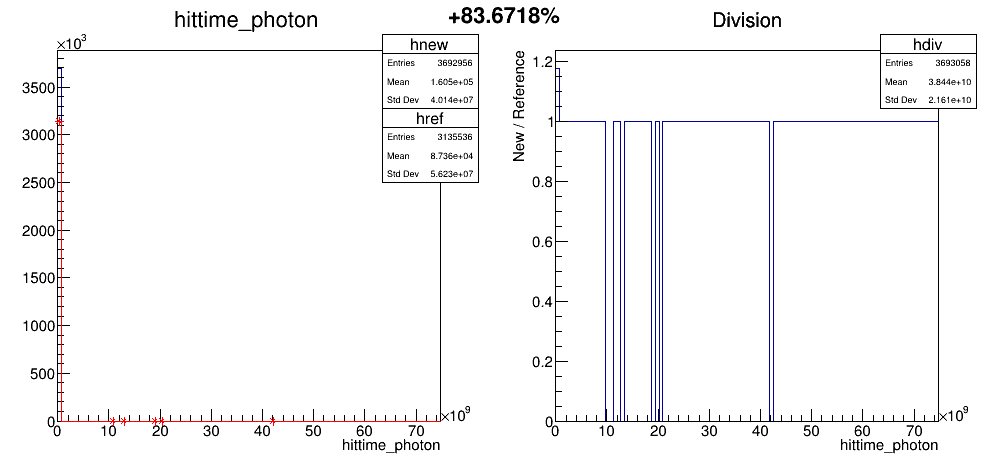 hittime_photon
+83.6718%
Division
×10³
hnew
Entries 3692956
Mean 1.605e+05
Std Dev 4.014e+07
href
Entries 3135536
Mean 8.736e+04
Std Dev 5.623e+07
3500
3000
2500
2000
1500
1000
500
0
0 10 20 30 40 50 60 70
×10⁹
hittime_photon
hdiv
Entries 3693058
Mean 3.844e+10
Std Dev 2.161e+10
New / Reference
1.2
1
0.8
0.6
0.4
0.2
0
0 10 20 30 40 50 60 70
×10⁹
hittime_photon